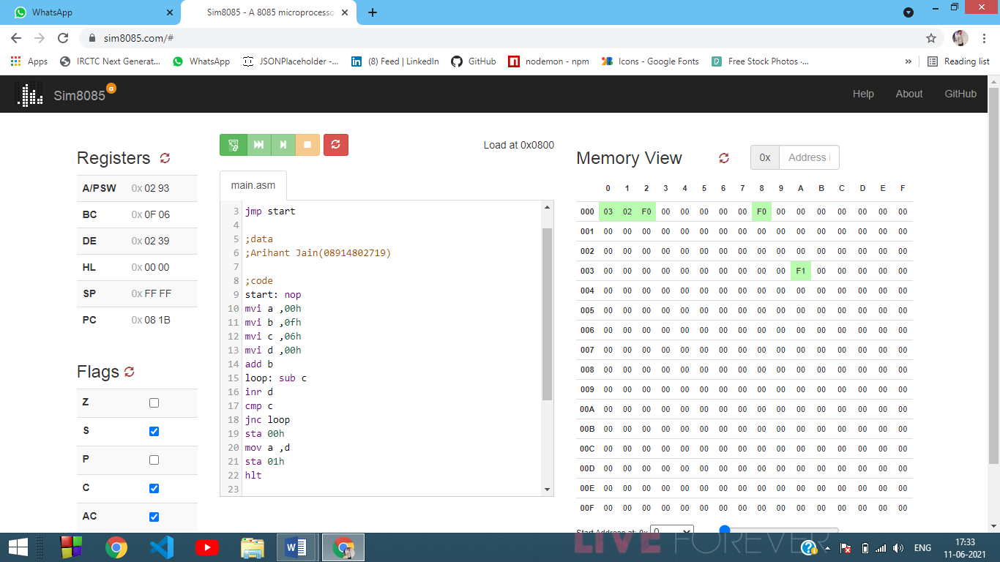 WhatsApp
Sim8085 - A 8085 microprocesso
sim8085.com/#
Apps IRCTC Next Generat... WhatsApp JSONPlaceholder -... (8) Feed | LinkedIn GitHub nodemon - npm Icons - Google Fonts Free Stock Photos ·... » Reading list
Sim8085 α Help About GitHub
Registers
A/PSW 0x 02 93
BC 0x 0F 06
DE 0x 02 39
HL 0x 00 00
SP 0x FF FF
PC 0x 08 1B
Flags
Z
S
P
C
AC
Load at 0x0800
main.asm
3 jmp start
4
5 ;data
6 ;Arihant Jain(08914802719)
7
8 ;code
9 start: nop
10 mvi a ,00h
11 mvi b ,0fh
12 mvi c ,06h
13 mvi d ,00h
14 add b
15 loop: sub c
16 inr d
17 cmp c
18 jnc loop
19 sta 00h
20 mov a ,d
21 sta 01h
22 hlt
23
Memory View 0x Address
0 1 2 3 4 5 6 7 8 9 A B C D E F
000 03 02 F0 00 00 00 00 00 F0 00 00 00 00 00 00 00
001 00 00 00 00 00 00 00 00 00 00 00 00 00 00 00 00
002 00 00 00 00 00 00 00 00 00 00 00 00 00 00 00 00
003 00 00 00 00 00 00 00 00 00 00 F1 00 00 00 00 00
004 00 00 00 00 00 00 00 00 00 00 00 00 00 00 00 00
005 00 00 00 00 00 00 00 00 00 00 00 00 00 00 00 00
006 00 00 00 00 00 00 00 00 00 00 00 00 00 00 00 00
007 00 00 00 00 00 00 00 00 00 00 00 00 00 00 00 00
008 00 00 00 00 00 00 00 00 00 00 00 00 00 00 00 00
009 00 00 00 00 00 00 00 00 00 00 00 00 00 00 00 00
00A 00 00 00 00 00 00 00 00 00 00 00 00 00 00 00 00
00B 00 00 00 00 00 00 00 00 00 00 00 00 00 00 00 00
00C 00 00 00 00 00 00 00 00 00 00 00 00 00 00 00 00
00D 00 00 00 00 00 00 00 00 00 00 00 00 00 00 00 00
00E 00 00 00 00 00 00 00 00 00 00 00 00 00 00 00 00
00F 00 00 00 00 00 00 00 00 00 00 00 00 00 00 00 00
Start Address at: 0x 0
LIVE FOREVER
ENG
17:33
11-06-2021